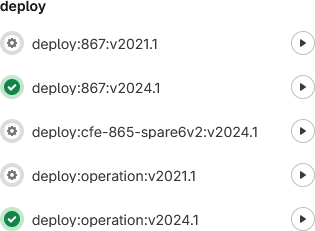 deploy
deploy:867:v2021.1
deploy:867:v2024.1
deploy:cfe-865-spare6v2:v2024.1
deploy:operation:v2021.1
deploy:operation:v2024.1